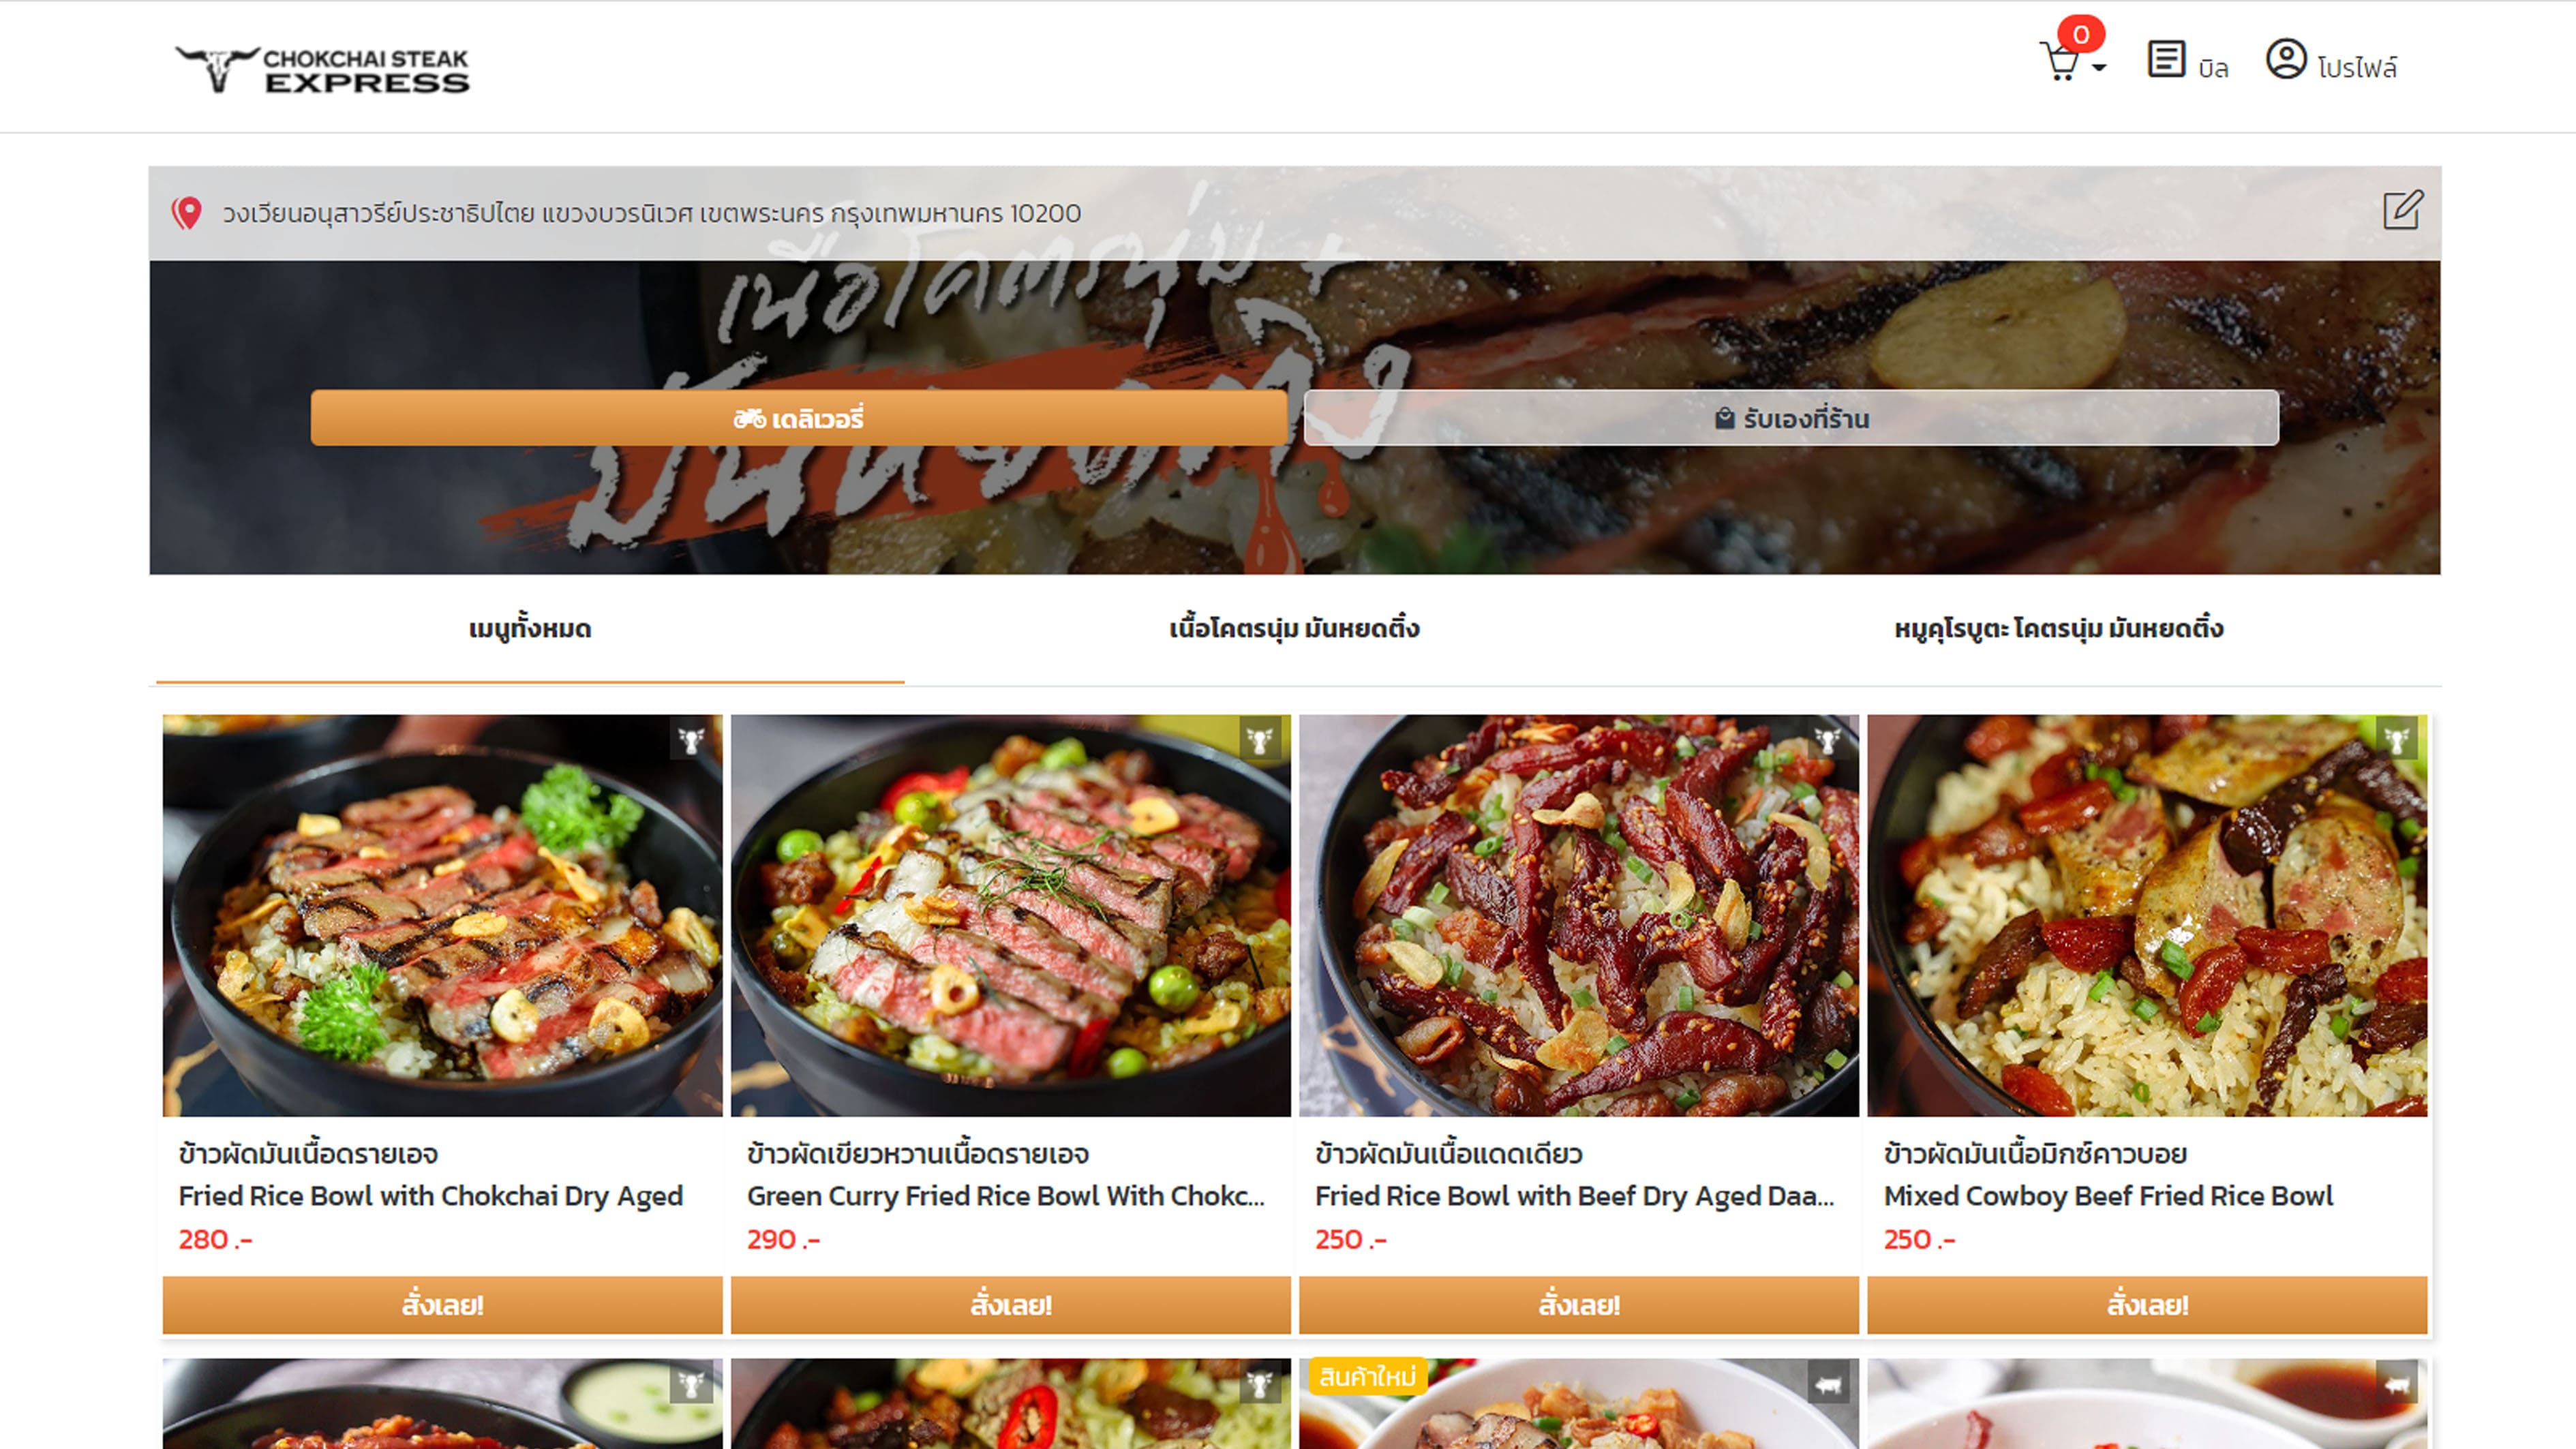 CHOKCHAI STEAK
EXPRESS
0
บิล
โปรไฟล์
วงเวียนอนุสาวรีย์ประชาธิปไตย แขวงบวรนิเวศ เขตพระนคร กรุงเทพมหานคร 10200
เนื้อโคตรนุ่ม +
เดลิเวอรี่
รับเองที่ร้าน
เมนูทั้งหมด
เนื้อโคตรนุ่ม มันหยดติ๋ง
หมูคุโรบูตะ โคตรนุ่ม มันหยดติ๋ง
ข้าวผัดมันเนื้อดรายเอจ
Fried Rice Bowl with Chokchai Dry Aged
280 .-
สั่งเลย!
ข้าวผัดเขียวหวานเนื้อดรายเอจ
Green Curry Fried Rice Bowl With Chokc...
290 .-
สั่งเลย!
ข้าวผัดมันเนื้อแดดเดียว
Fried Rice Bowl with Beef Dry Aged Daa...
250 .-
สั่งเลย!
ข้าวผัดมันเนื้อมิกซ์คาวบอย
Mixed Cowboy Beef Fried Rice Bowl
250 .-
สั่งเลย!
สินค้าใหม่